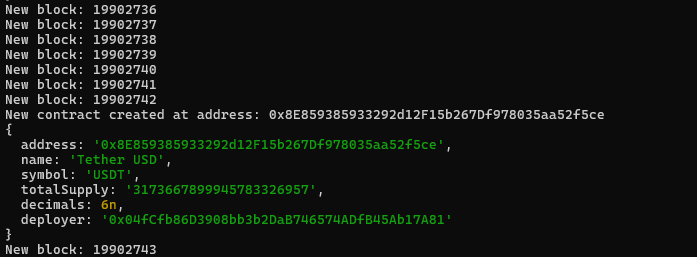 New block: 19902736
New block: 19902737
New block: 19902738
New block: 19902739
New block: 19902740
New block: 19902741
New block: 19902742
New contract created at address: 0x8E859385933292d12F15b267Df978035aa52f5ce
{
  address: '0x8E859385933292d12F15b267Df978035aa52f5ce',
  name: 'Tether USD',
  symbol: 'USDT',
  totalSupply: '3173667899945783326957',
  decimals: 6n,
  deployer: '0x04fCfb86D3908bb3b2DaB746574ADfB45Ab17A81'
}
New block: 19902743